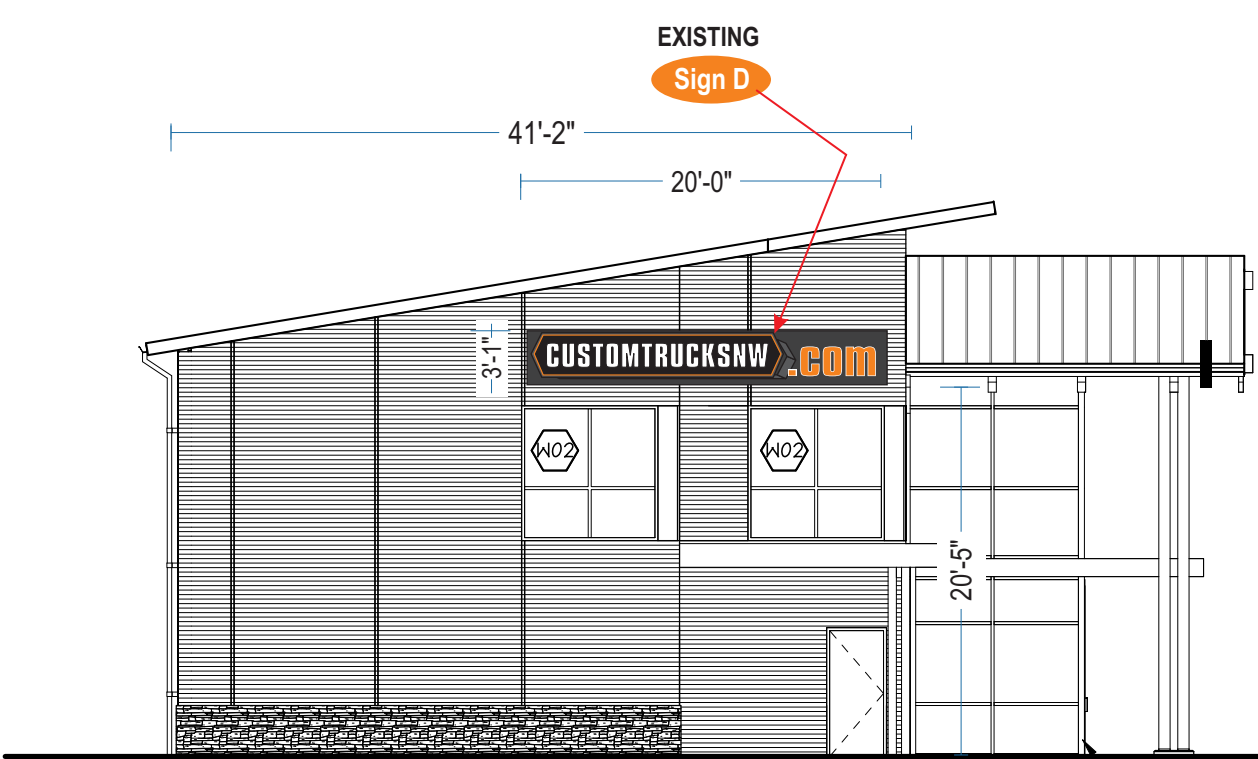 EXISTING
Sign D
41'-2"
20'-0"
3'-1"
CUSTOMTRUCKSNW
.com
W02
W02
20'-5"